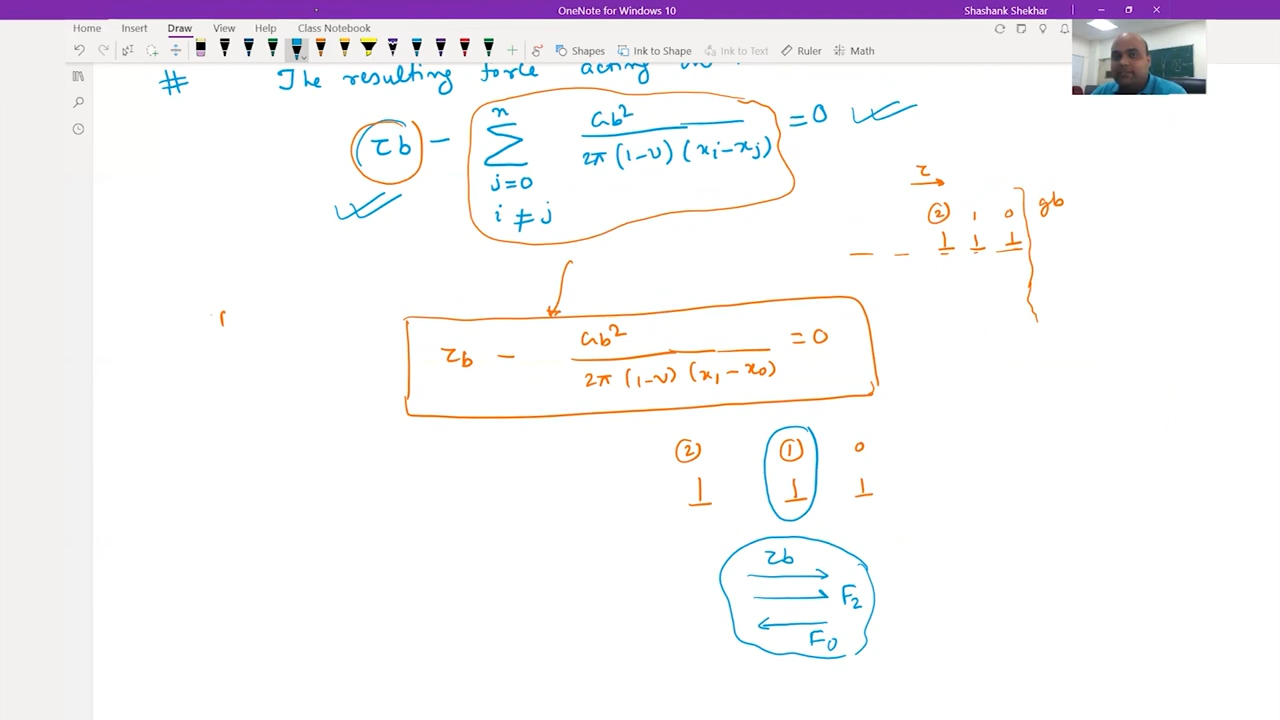 OneNote for Windows 10
Shashank Shekhar
Home Insert Draw View Help Class Notebook
Shapes Ink to Shape Ink to Text Ruler Math
# The resulting force acting
τb - Σ Gb² / 2π (1-ν) (xi - xj) = 0
n
j=0
i ≠ j
τ
② 1 0 gb
τb - Gb² / 2π (1-ν) (x1 - x0) = 0
② ① 0
τb
F2
F0